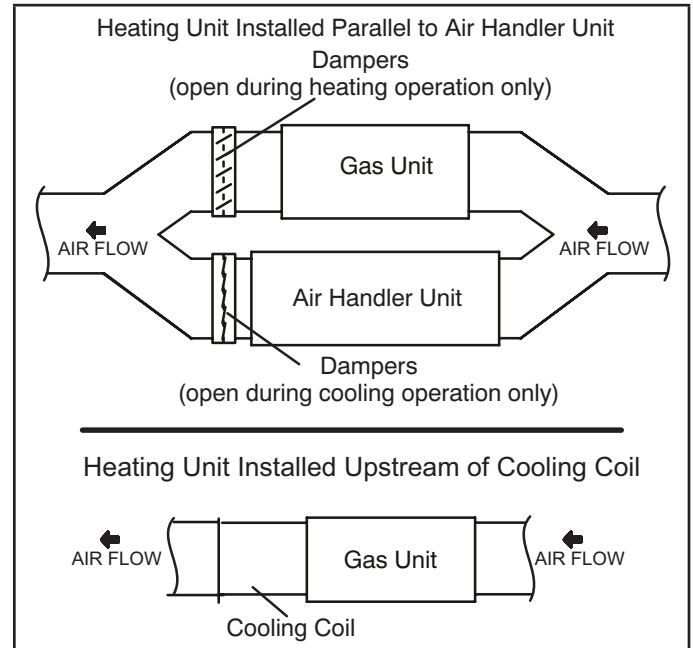 Heating Unit Installed Parallel to Air Handler Unit
Dampers
(open during heating operation only)
Gas Unit
AIR FLOW
AIR FLOW
Air Handler Unit
Dampers
(open during cooling operation only)
Heating Unit Installed Upstream of Cooling Coil
AIR FLOW
Gas Unit
AIR FLOW
Cooling Coil